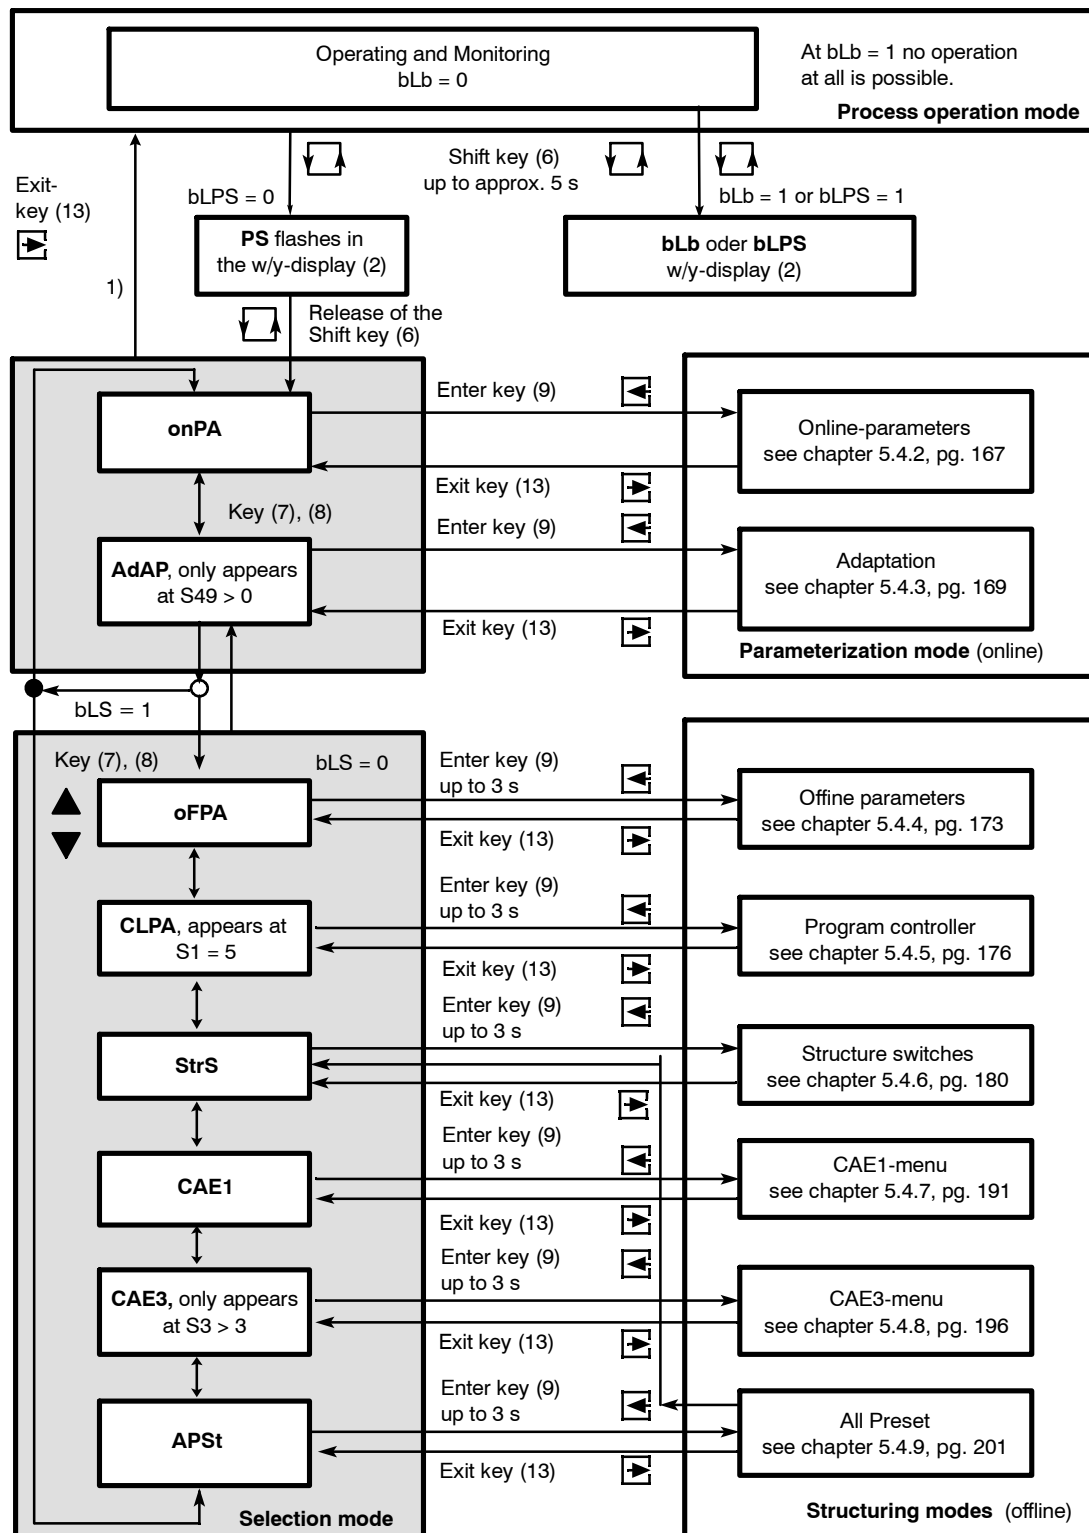 Operating and Monitoring
bLb = 0
At bLb = 1 no operation
at all is possible.
Process operation mode
Exit-
key (13)
1)
bLPS = 0
Shift key (6)
up to approx. 5 s
bLb = 1 or bLPS = 1
PS flashes in
the w/y-display (2)
bLb oder bLPS
w/y-display (2)
Release of the
Shift key (6)
onPA
Enter key (9)
Online-parameters
see chapter 5.4.2, pg. 167
Exit key (13)
Key (7), (8)
Enter key (9)
AdAP, only appears
at S49 > 0
Adaptation
see chapter 5.4.3, pg. 169
Exit key (13)
Parameterization mode (online)
bLS = 1
Key (7), (8)
bLS = 0
Enter key (9)
up to 3 s
oFPA
Offine parameters
see chapter 5.4.4, pg. 173
Exit key (13)
Enter key (9)
up to 3 s
CLPA, appears at
S1 = 5
Program controller
see chapter 5.4.5, pg. 176
Exit key (13)
Enter key (9)
up to 3 s
StrS
Structure switches
see chapter 5.4.6, pg. 180
Exit key (13)
Enter key (9)
up to 3 s
CAE1
CAE1-menu
see chapter 5.4.7, pg. 191
Exit key (13)
Enter key (9)
up to 3 s
CAE3, only appears
at S3 > 3
CAE3-menu
see chapter 5.4.8, pg. 196
Exit key (13)
Enter key (9)
up to 3 s
APSt
All Preset
see chapter 5.4.9, pg. 201
Exit key (13)
Selection mode
Structuring modes (offline)